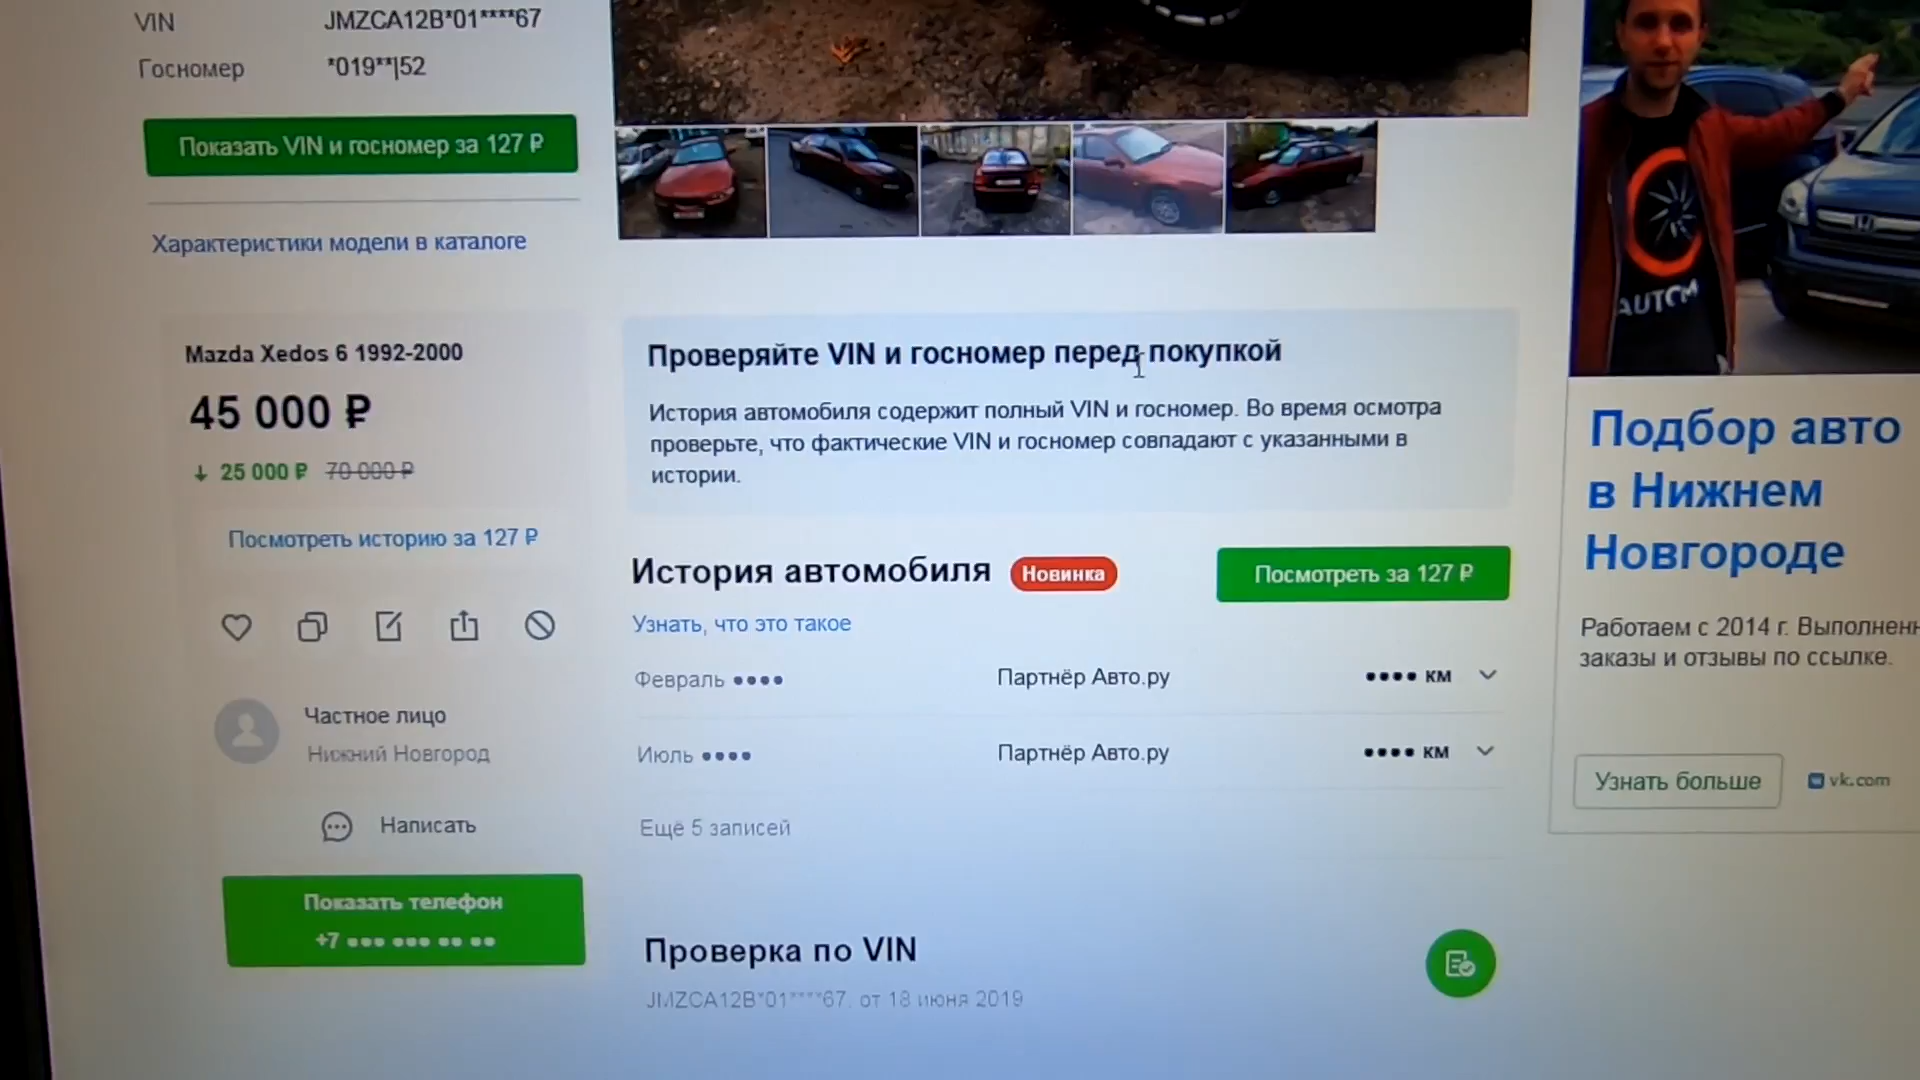 VIN
JMZCA12B*01****67
Госномер
*019**|52
Показать VIN и госномер за 127 ₽
Характеристики модели в каталоге
Mazda Xedos 6 1992-2000
45 000 ₽
↓ 25 000 ₽ 70 000 ₽
Посмотреть историю за 127 ₽
Частное лицо
Нижний Новгород
Написать
Показать телефон
+7 ●●● ●●● ●● ●●
Проверяйте VIN и госномер перед покупкой
История автомобиля содержит полный VIN и госномер. Во время осмотра
проверьте, что фактические VIN и госномер совпадают с указанными в
истории.
История автомобиля
Новинка
Посмотреть за 127 ₽
Узнать, что это такое
Февраль ●●●●
Партнёр Авто.ру
●●●● км
Июль ●●●●
Партнёр Авто.ру
●●●● км
Ещё 5 записей
Проверка по VIN
JMZCA12B*01****67, от 18 июня 2019
Подбор авто
в Нижнем
Новгороде
Работаем с 2014 г.
заказы и отзывы по ссылке.
Узнать больше
vk.com